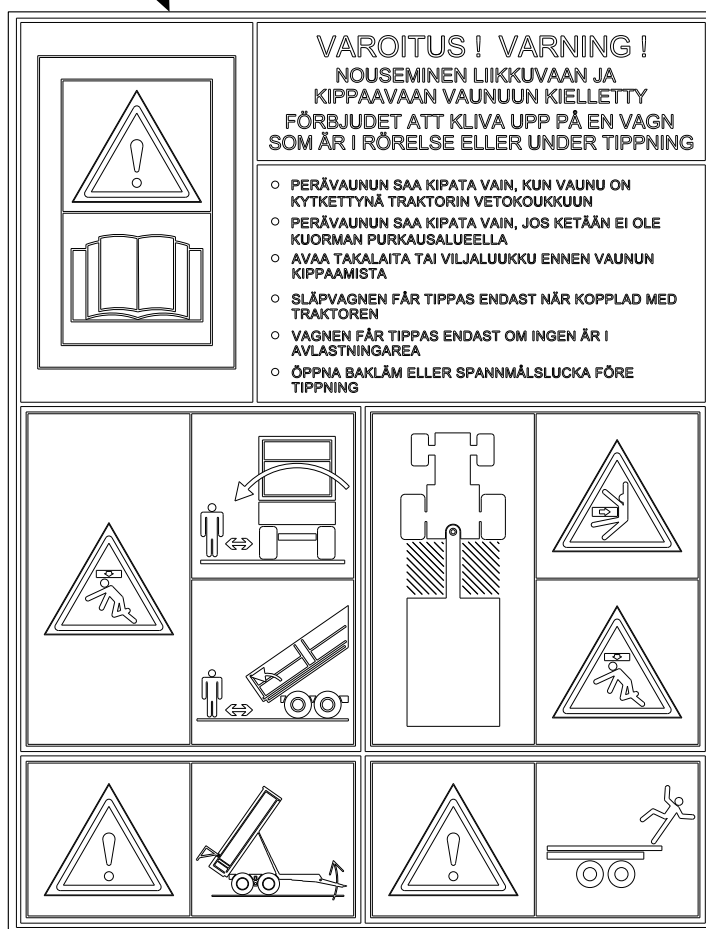 VAROITUS ! VARNING !
NOUSEMINEN LIIKKUVAAN JA
KIPPAAVAAN VAUNUUN KIELLETTY
FÖRBJUDET ATT KLIVA UPP PÅ EN VAGN
SOM ÄR I RÖRELSE ELLER UNDER TIPPNING
○ PERÄVAUNUN SAA KIPATA VAIN, KUN VAUNU ON
KYTKETTYNÄ TRAKTORIN VETOKOUKKUUN
○ PERÄVAUNUN SAA KIPATA VAIN, JOS KETÄÄN EI OLE
KUORMAN PURKAUSALUEELLA
○ AVAA TAKALAITA TAI VILJALUUKKU ENNEN VAUNUN
KIPPAAMISTA
○ SLÄPVAGNEN FÅR TIPPAS ENDAST NÄR KOPPLAD MED
TRAKTOREN
○ VAGNEN FÅR TIPPAS ENDAST OM INGEN ÄR I
AVLASTNINGAREA
○ ÖPPNA BAKLÄM ELLER SPANNMÅLSLUCKA FÖRE
TIPPNING